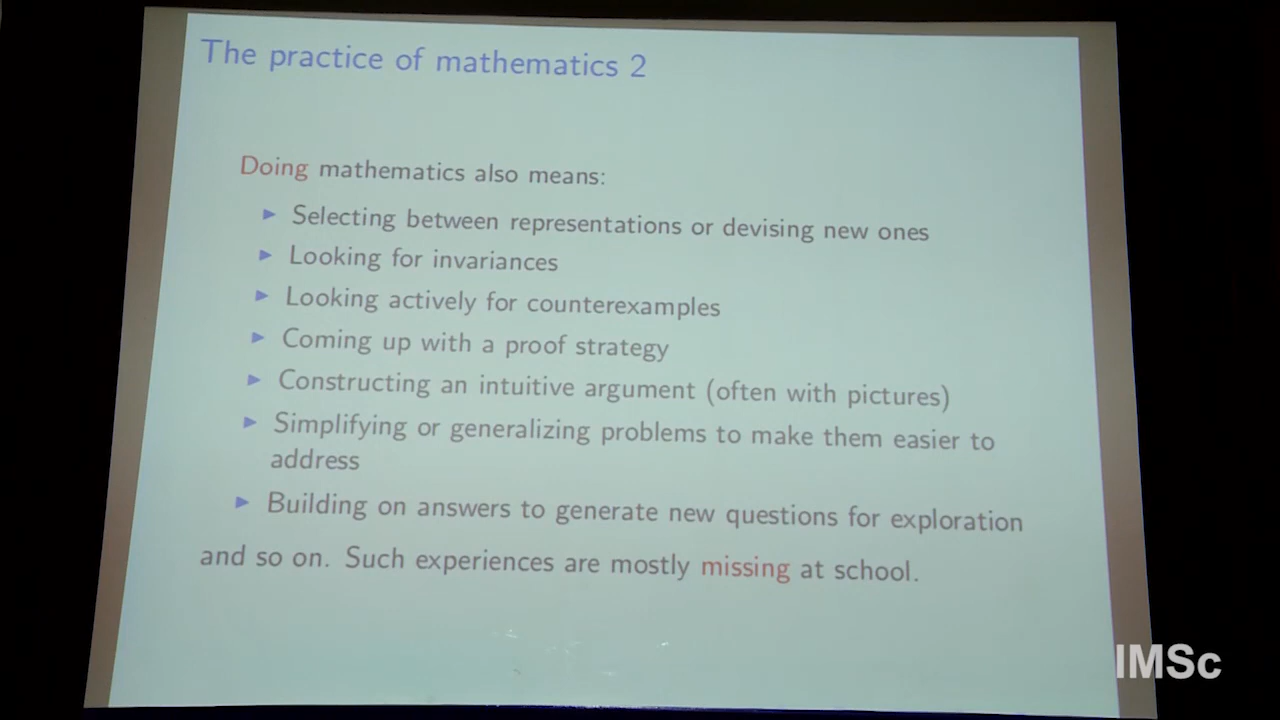 The practice of mathematics 2
Doing mathematics also means:
Selecting between representations or devising new ones
Looking for invariances
Looking actively for counterexamples
Coming up with a proof strategy
Constructing an intuitive argument (often with pictures)
Simplifying or generalizing problems to make them easier to
address
Building on answers to generate new questions for exploration
and so on. Such experiences are mostly missing at school.
IMSc